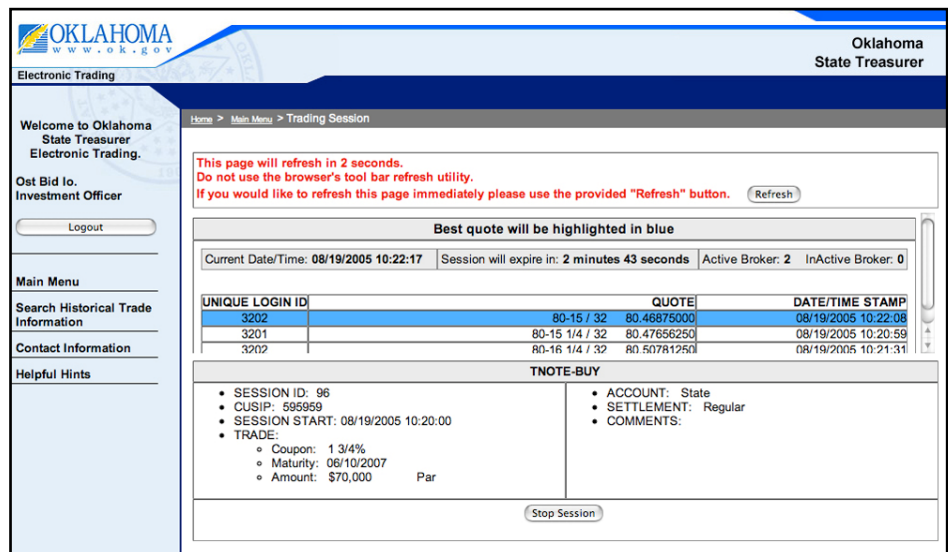 OKLAHOMA
www.ok.gov
Electronic Trading
Oklahoma
State Treasurer
Welcome to Oklahoma
State Treasurer
Electronic Trading.
Ost Bid Io.
Investment Officer
Logout
Main Menu
Search Historical Trade
Information
Contact Information
Helpful Hints
Home > Main Menu > Trading Session
This page will refresh in 2 seconds.
Do not use the browser's tool bar refresh utility.
If you would like to refresh this page immediately please use the provided "Refresh" button. Refresh
Best quote will be highlighted in blue
Current Date/Time: 08/19/2005 10:22:17 Session will expire in: 2 minutes 43 seconds Active Broker: 2 InActive Broker: 0
UNIQUE LOGIN ID QUOTE DATE/TIME STAMP
3202 80-15 / 32 80.46875000 08/19/2005 10:22:08
3201 80-15 1/4 / 32 80.47656250 08/19/2005 10:20:59
3202 80-16 1/4 / 32 80.50781250 08/19/2005 10:21:31
TNOTE-BUY
• SESSION ID: 96
• CUSIP: 595959
• SESSION START: 08/19/2005 10:20:00
• TRADE:
◦ Coupon: 1 3/4%
◦ Maturity: 06/10/2007
◦ Amount: $70,000 Par
• ACCOUNT: State
• SETTLEMENT: Regular
• COMMENTS:
Stop Session